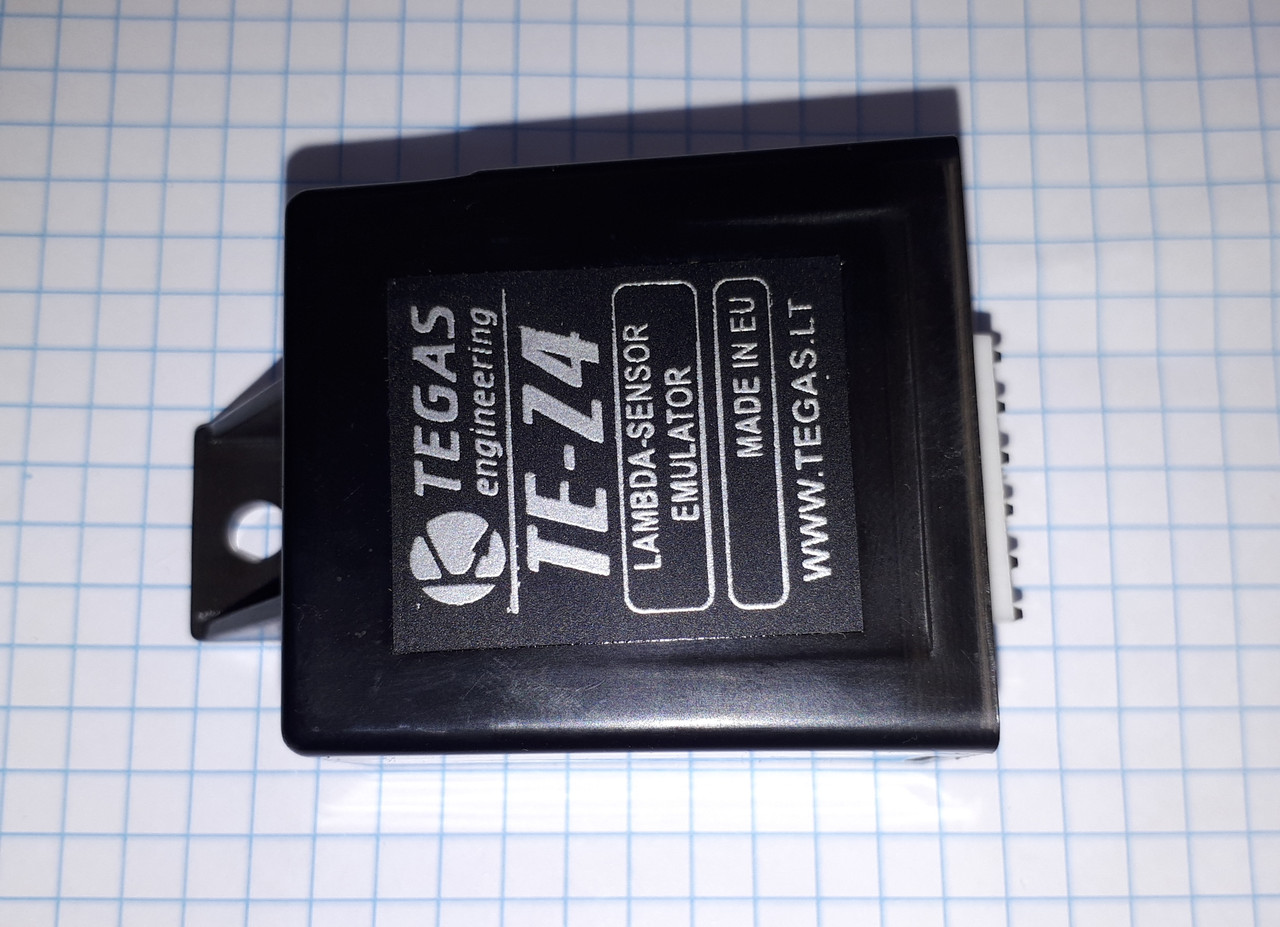 TEGAS
engineering
TE-Z4
LAMBDA-SENSOR
EMULATOR
MADE IN EU
WWW.TEGAS.LT